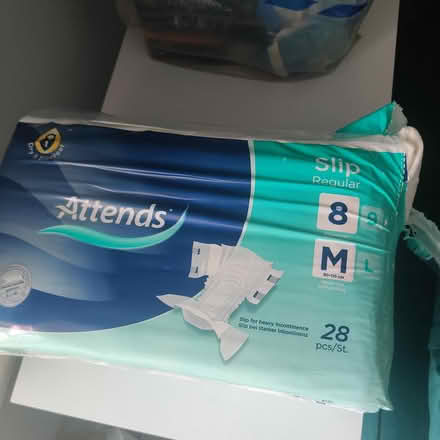 Slip
Regular
Attends
8
M
L
Slip for heavy incontinence
Slip bei starker Inkontinenz
28
pcs/St.